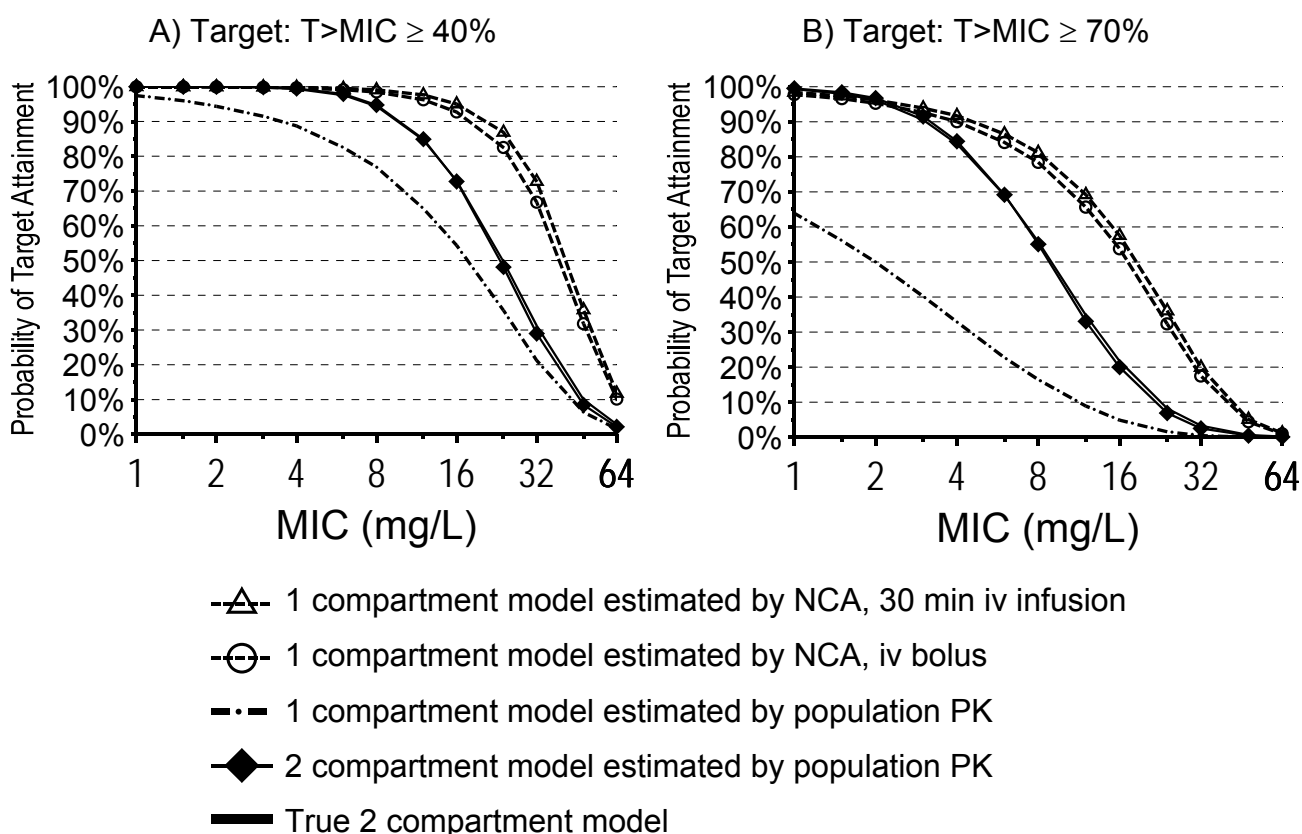 A) Target: T>MIC ≥ 40%
B) Target: T>MIC ≥ 70%
Probability of Target Attainment
100%
90%
80%
70%
60%
50%
40%
30%
20%
10%
0%
1 2 4 8 16 32 64
MIC (mg/L)
Probability of Target Attainment
100%
90%
80%
70%
60%
50%
40%
30%
20%
10%
0%
1 2 4 8 16 32 64
MIC (mg/L)
1 compartment model estimated by NCA, 30 min iv infusion
1 compartment model estimated by NCA, iv bolus
1 compartment model estimated by population PK
2 compartment model estimated by population PK
True 2 compartment model